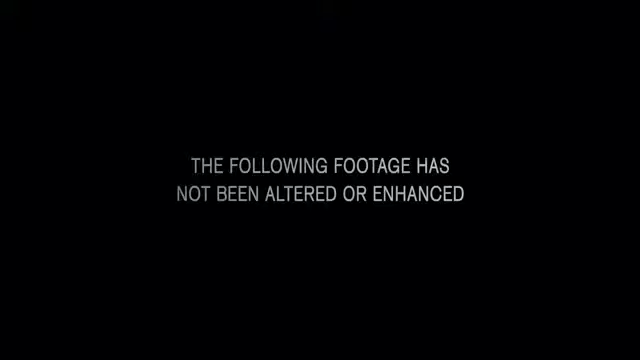 THE FOLLOWING FOOTAGE HAS
NOT BEEN ALTERED OR ENHANCED